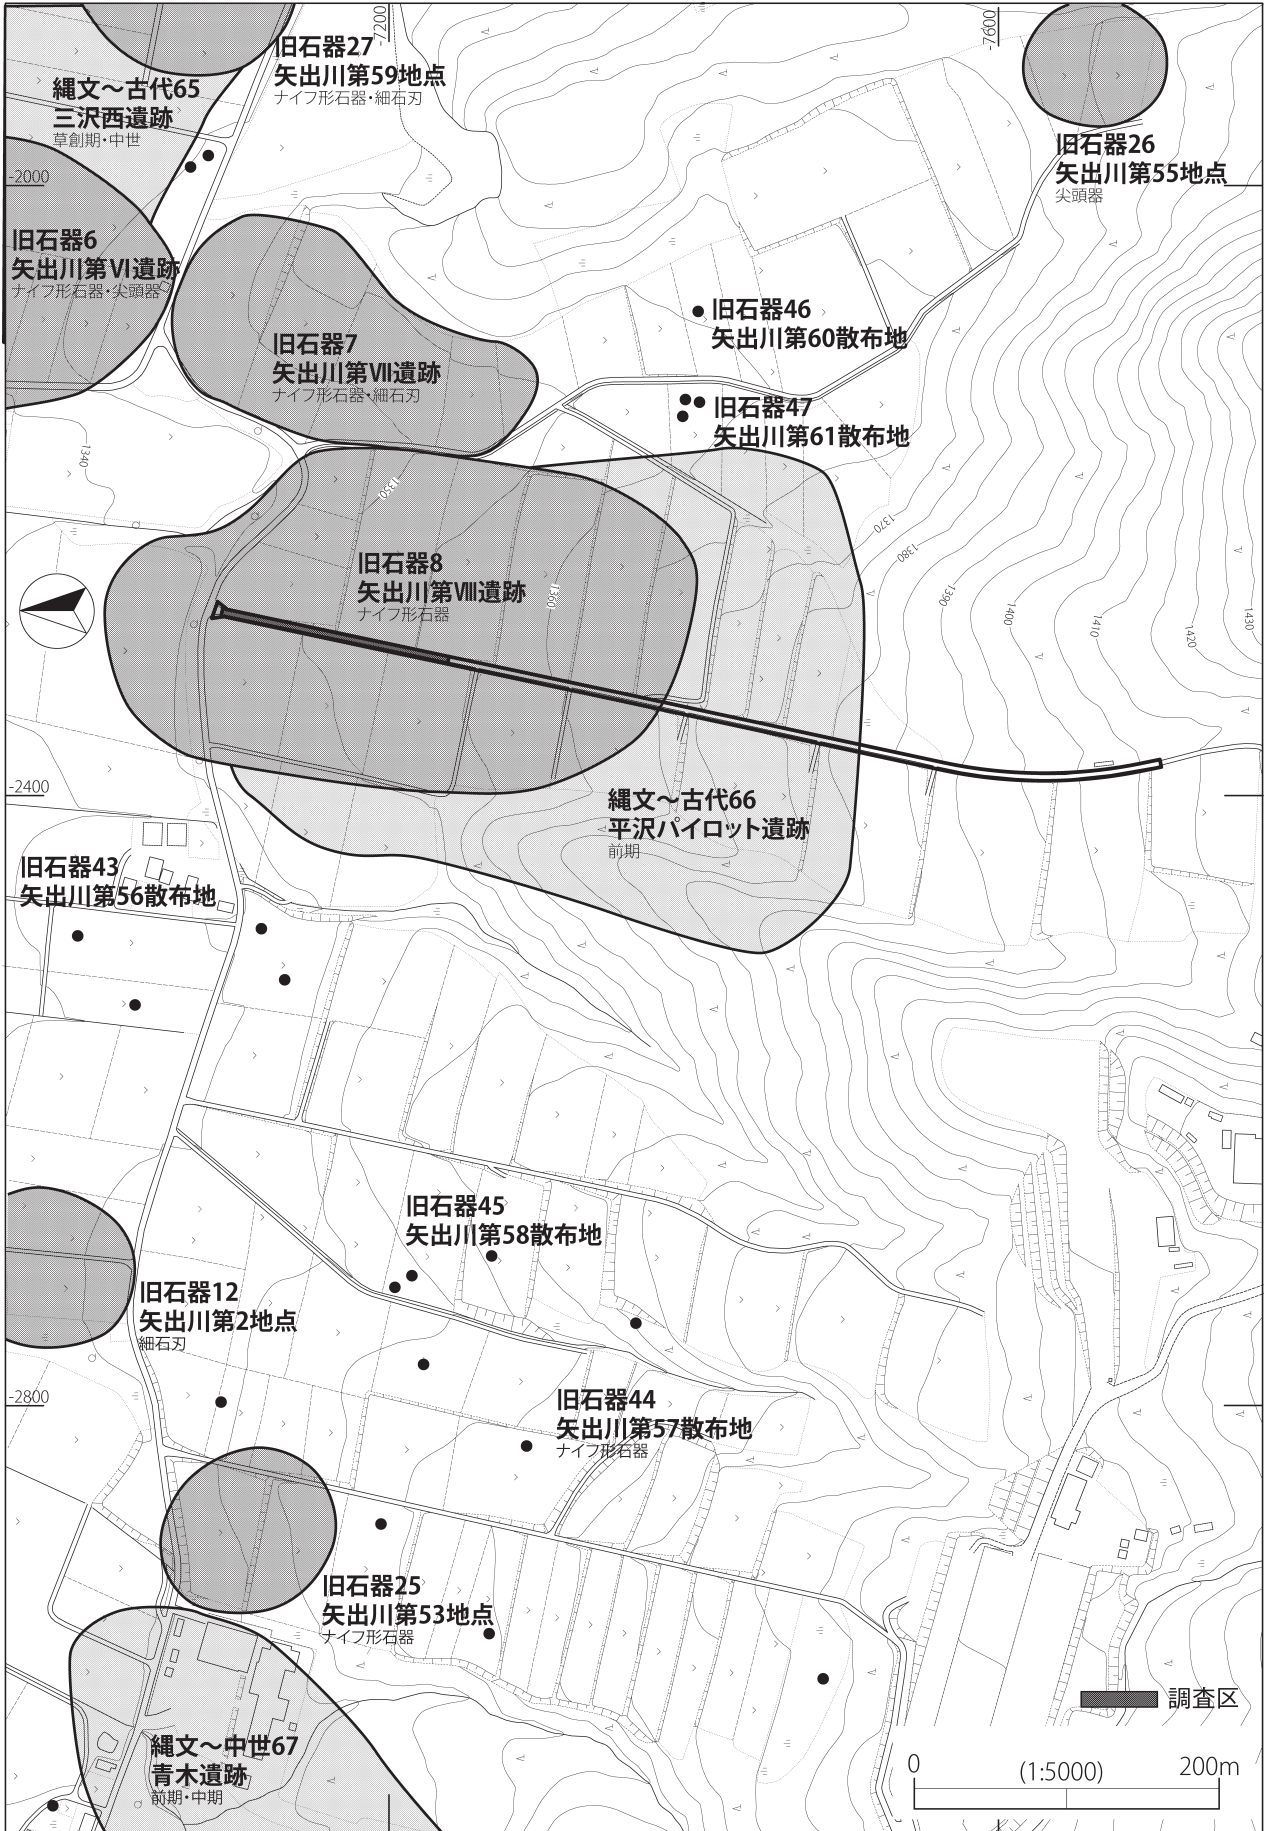 -7200
-7600
旧石器27
矢出川第59地点
ナイフ形石器・細石刃
縄文～古代65
三沢西遺跡
草創期・中世
旧石器26
矢出川第55地点
尖頭器
-2000
旧石器6
矢出川第Ⅵ遺跡
ナイフ形石器・尖頭器
旧石器7
矢出川第Ⅶ遺跡
ナイフ形石器・細石刃
旧石器46
矢出川第60散布地
旧石器47
矢出川第61散布地
1340
1350
1370
1380
旧石器8
矢出川第Ⅷ遺跡
ナイフ形石器
1360
1390
1400
1410
1420
1430
-2400
縄文～古代66
平沢パイロット遺跡
前期
旧石器43
矢出川第56散布地
旧石器45
矢出川第58散布地
旧石器12
矢出川第2地点
細石刃
-2800
旧石器44
矢出川第57散布地
ナイフ形石器
旧石器25
矢出川第53地点
ナイフ形石器
縄文～中世67
青木遺跡
前期・中期
調査区
0 (1:5000) 200m